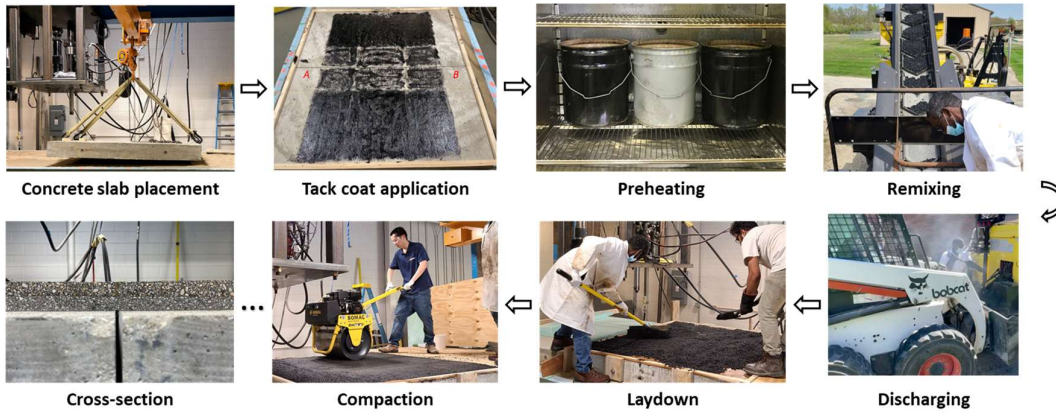 A
B
Concrete slab placement
Tack coat application
Preheating
Remixing
bobcat
BOMAG
Cross-section
Compaction
Laydown
Discharging